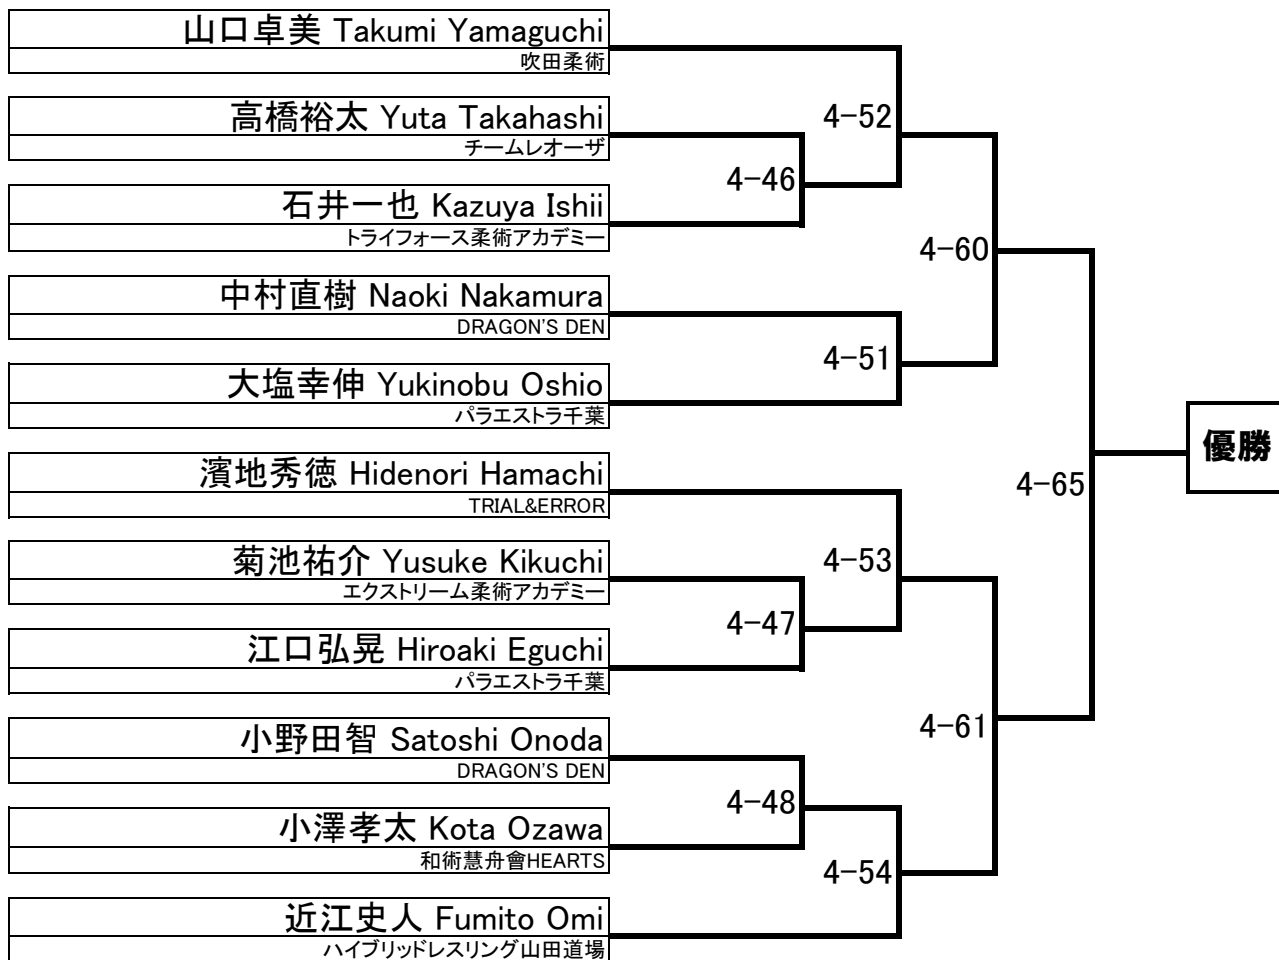 山口卓美 Takumi Yamaguchi
吹田柔術
高橋裕太 Yuta Takahashi
チームレオーザ
石井一也 Kazuya Ishii
トライフォース柔術アカデミー
中村直樹 Naoki Nakamura
DRAGON'S DEN
大塩幸伸 Yukinobu Oshio
パラエストラ千葉
濱地秀徳 Hidenori Hamachi
TRIAL&ERROR
菊池祐介 Yusuke Kikuchi
エクストリーム柔術アカデミー
江口弘晃 Hiroaki Eguchi
パラエストラ千葉
小野田智 Satoshi Onoda
DRAGON'S DEN
小澤孝太 Kota Ozawa
和術慧舟會HEARTS
近江史人 Fumito Omi
ハイブリッドレスリング山田道場
4-46
4-47
4-48
4-52
4-51
4-53
4-54
4-60
4-61
4-65
優勝